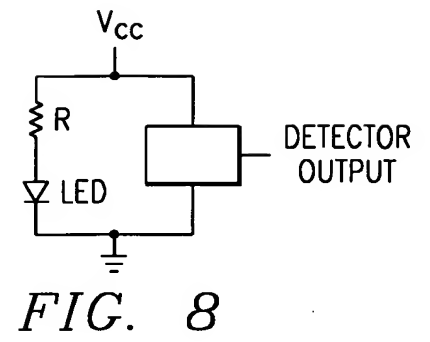 VCC
R
LED
DETECTOR
OUTPUT
FIG. 8